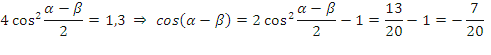 4 cos² (α − β)/2 = 1,3 ⇒ cos(α − β) = 2 cos² (α − β)/2 − 1 = 13/20 − 1 = − 7/20